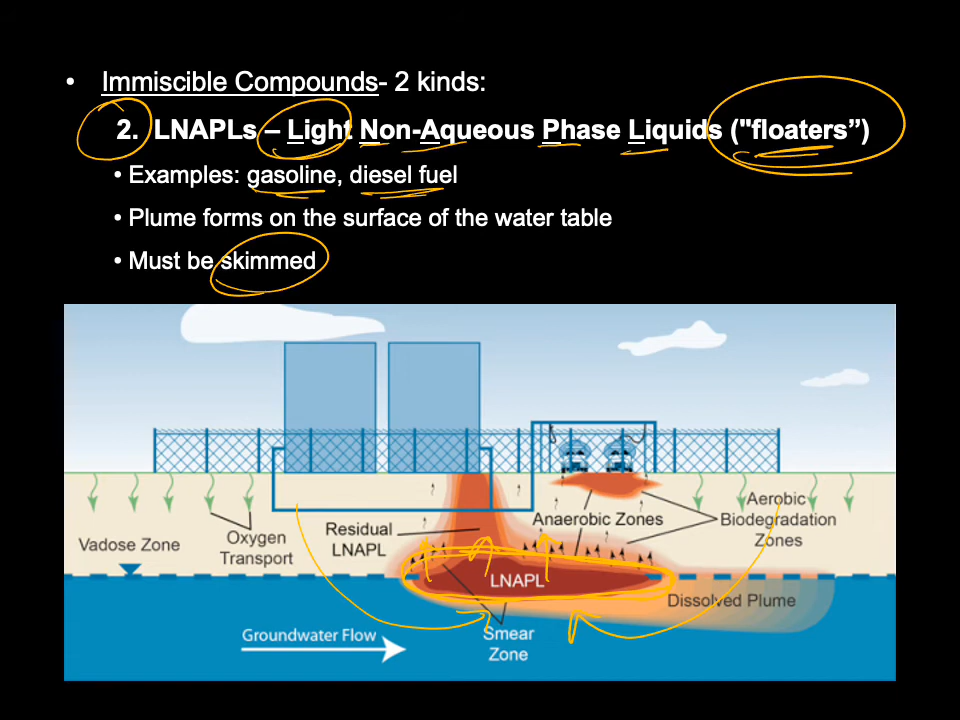 • Immiscible Compounds- 2 kinds:
2. LNAPLs – Light Non-Aqueous Phase Liquids ("floaters”)
• Examples: gasoline, diesel fuel
• Plume forms on the surface of the water table
• Must be skimmed
Vadose Zone
Oxygen
Transport
Residual
LNAPL
Anaerobic Zones
Aerobic
Biodegradation
Zones
LNAPL
Dissolved Plume
Groundwater Flow
Smear
Zone